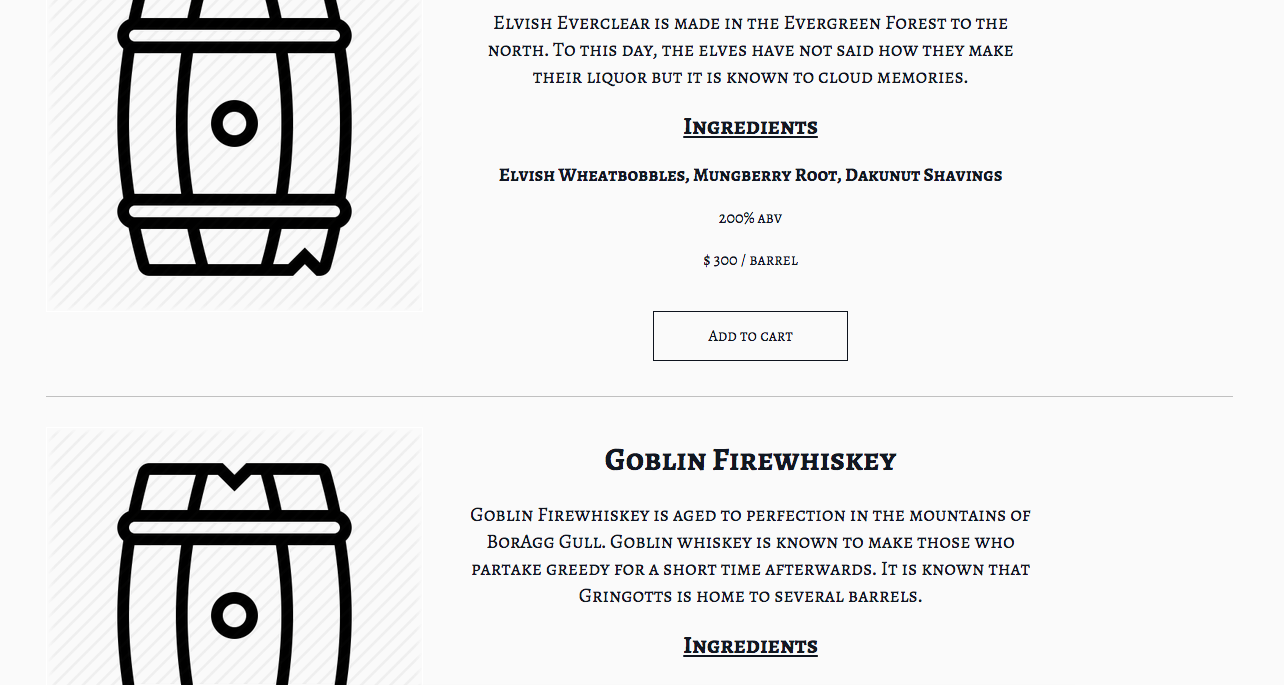 Elvish Everclear is made in the Evergreen Forest to the
north. To this day, the elves have not said how they make
their liquor but it is known to cloud memories.
Ingredients
Elvish Wheatbobbles, Mungberry Root, Dakunut Shavings
200% abv
$ 300 / barrel
Add to cart
Goblin Firewhiskey
Goblin Firewhiskey is aged to perfection in the mountains of
BorAgg Gull. Goblin whiskey is known to make those who
partake greedy for a short time afterwards. It is known that
Gringotts is home to several barrels.
Ingredients